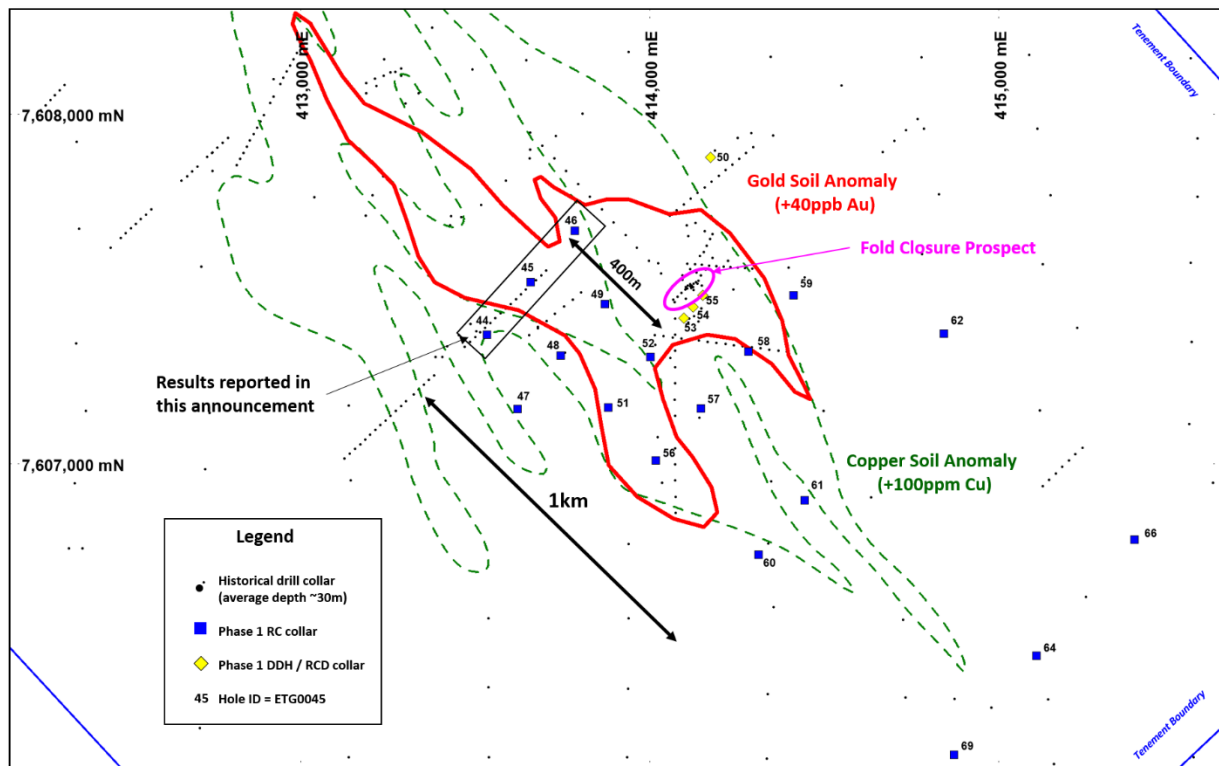 413,000 mE
414,000 mE
415,000 mE
Tenement Boundary
7,608,000 mN
50
Gold Soil Anomaly
(+40ppb Au)
46
Fold Closure Prospect
400m
45
59
49
55
54
53
62
44
48
52
58
Results reported in
this announcement
47
51
57
56
7,607,000 mN
Copper Soil Anomaly
(+100ppm Cu)
1km
61
66
60
64
69
Tenement Boundary
Legend
Historical drill collar
(average depth ~30m)
Phase 1 RC collar
Phase 1 DDH / RCD collar
45 Hole ID = ETG0045